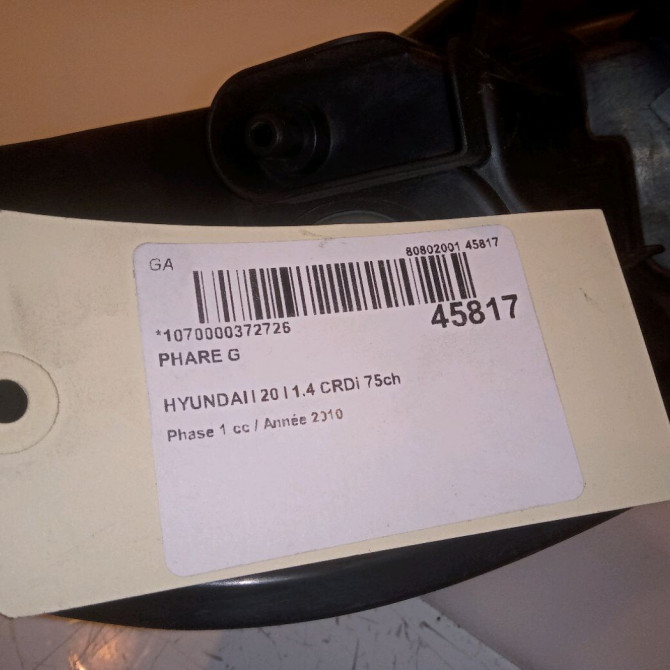 GA
80802001 45817
*1070000372726
45817
PHARE G
HYUNDAI I 20 I 1.4 CRDi 75ch
Phase 1 cc / Année 2010